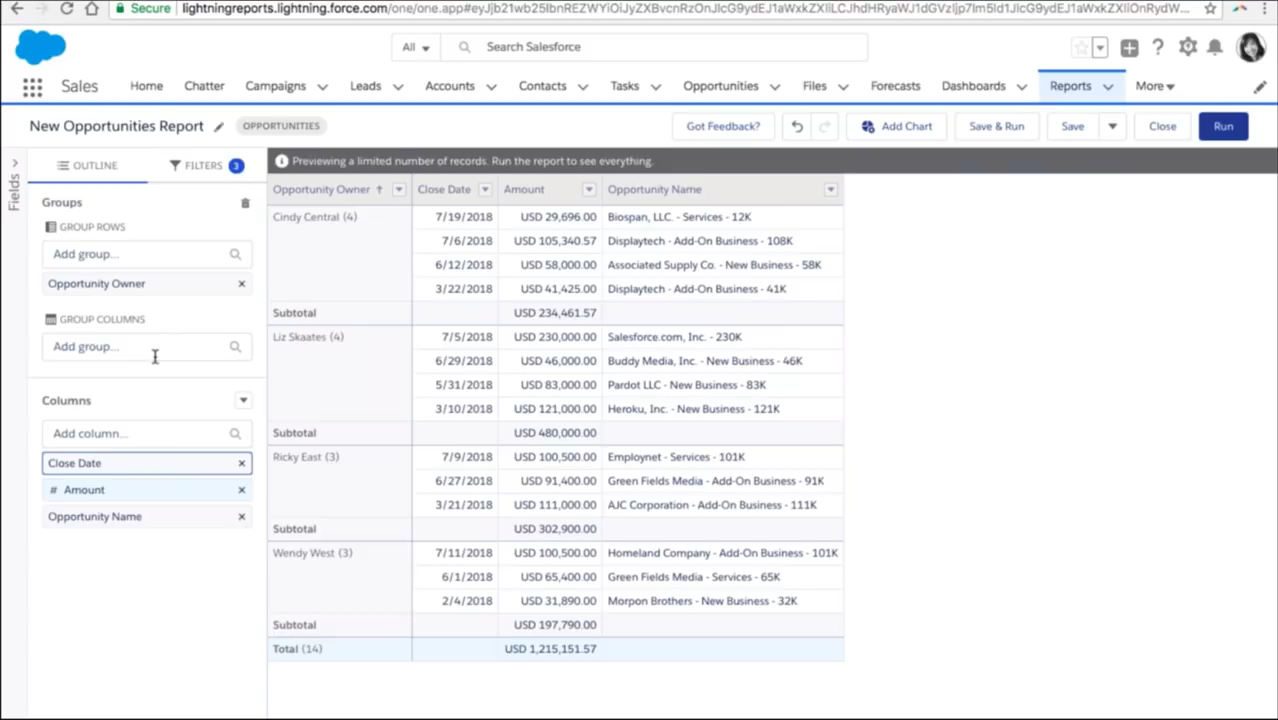 Secure lightningreports.lightning.force.com/one/one.app
All Search Salesforce
Sales Home Chatter Campaigns Leads Accounts Contacts Tasks Opportunities Files Forecasts Dashboards Reports More
New Opportunities Report OPPORTUNITIES Got Feedback? Add Chart Save & Run Save Close Run
Fields
OUTLINE FILTERS 3
Groups
GROUP ROWS
Add group...
Opportunity Owner
GROUP COLUMNS
Add group...
Columns
Add column...
Close Date
# Amount
Opportunity Name
Previewing a limited number of records. Run the report to see everything.
Opportunity Owner ↑ Close Date Amount Opportunity Name
Cindy Central (4) 7/19/2018 USD 29,696.00 Biospan, LLC. - Services - 12K
7/6/2018 USD 105,340.57 Displaytech - Add-On Business - 108K
6/12/2018 USD 58,000.00 Associated Supply Co. - New Business - 58K
3/22/2018 USD 41,425.00 Displaytech - Add-On Business - 41K
Subtotal USD 234,461.57
Liz Skaates (4) 7/5/2018 USD 230,000.00 Salesforce.com, Inc. - 230K
6/29/2018 USD 46,000.00 Buddy Media, Inc. - New Business - 46K
5/31/2018 USD 83,000.00 Pardot LLC - New Business - 83K
3/10/2018 USD 121,000.00 Heroku, Inc. - New Business - 121K
Subtotal USD 480,000.00
Ricky East (3) 7/9/2018 USD 100,500.00 Employnet - Services - 101K
6/27/2018 USD 91,400.00 Green Fields Media - Add-On Business - 91K
3/21/2018 USD 111,000.00 AJC Corporation - Add-On Business - 111K
Subtotal USD 302,900.00
Wendy West (3) 7/11/2018 USD 100,500.00 Homeland Company - Add-On Business - 101K
6/1/2018 USD 65,400.00 Green Fields Media - Services - 65K
2/4/2018 USD 31,890.00 Morpon Brothers - New Business - 32K
Subtotal USD 197,790.00
Total (14) USD 1,215,151.57